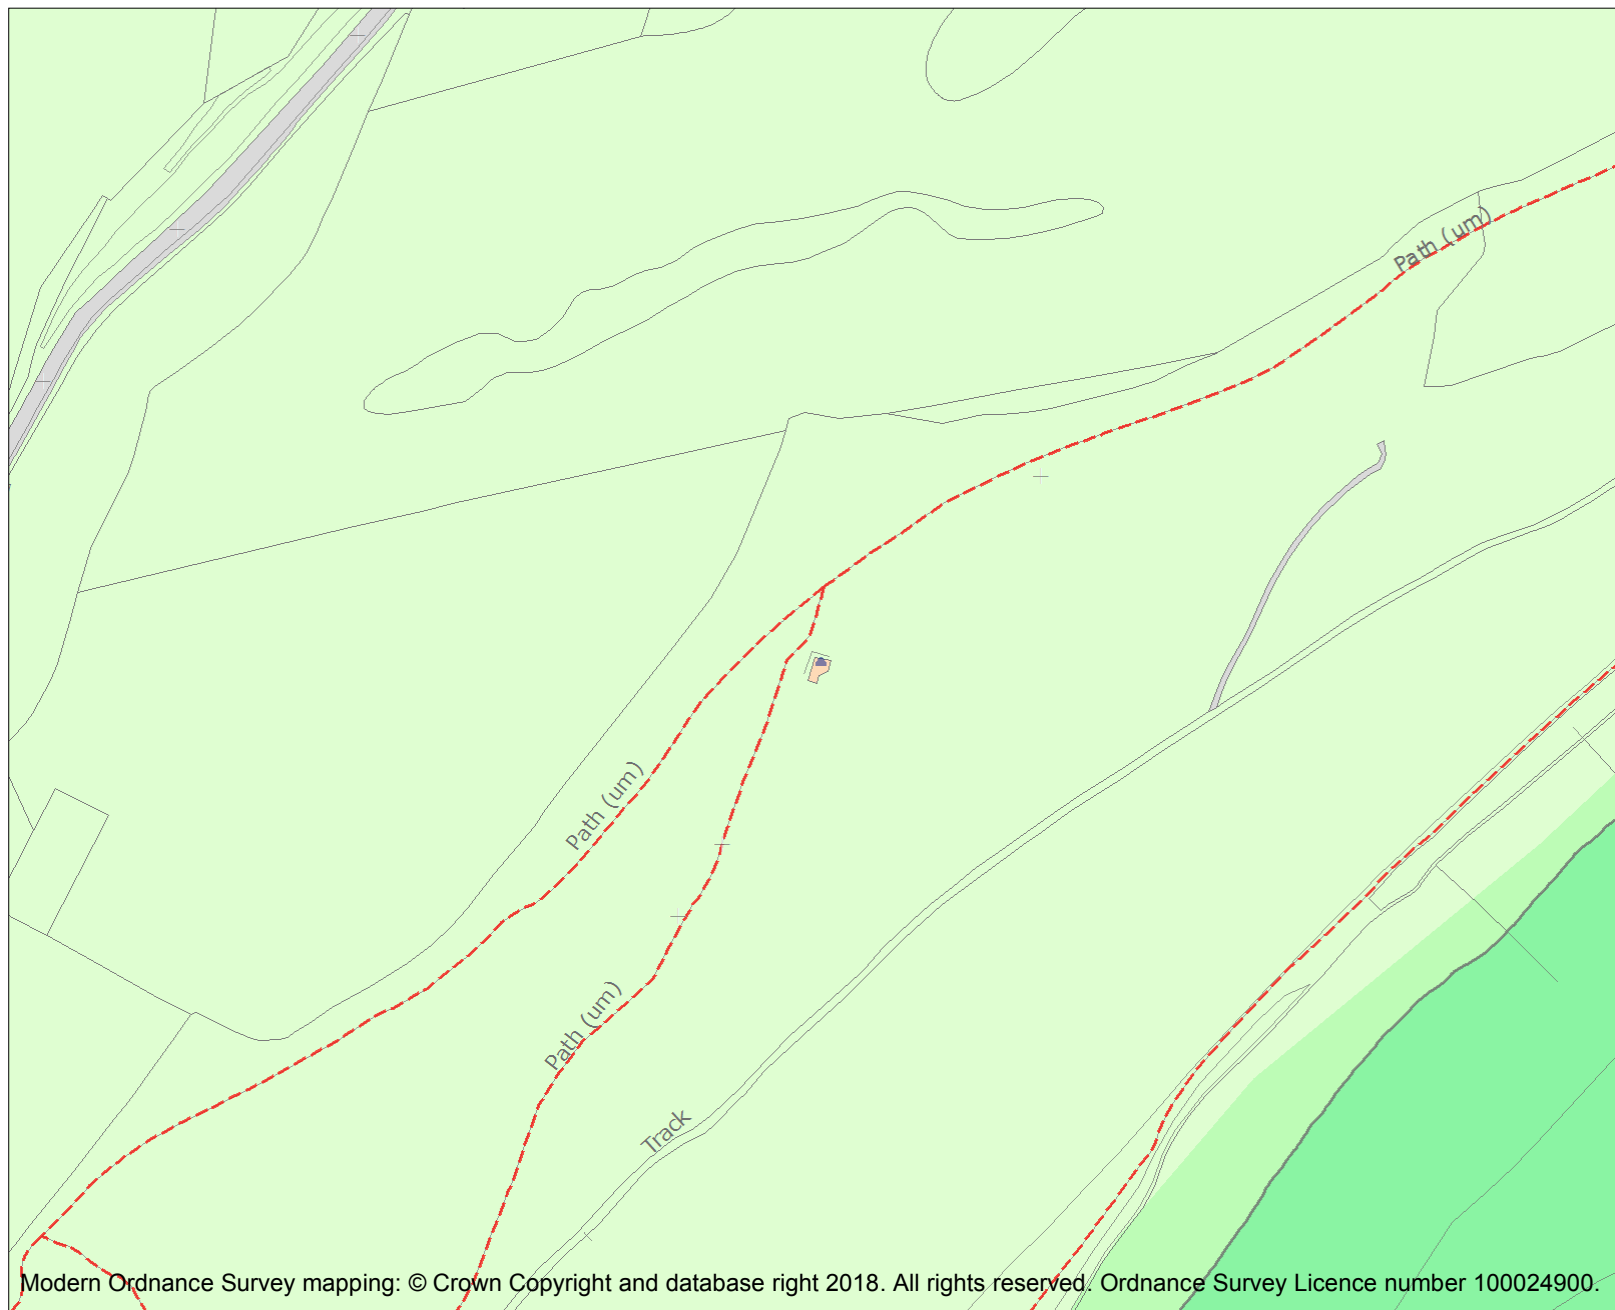 Path (um)
Path (um)
Path (um)
Track
Modern Ordnance Survey mapping: © Crown Copyright and database right 2018. All rights reserved. Ordnance Survey Licence number 100024900.